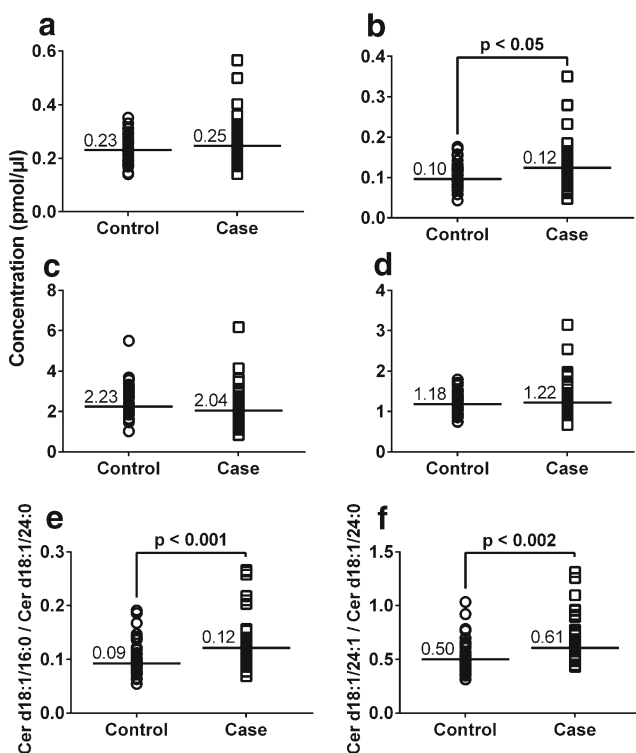 a
Concentration (pmol/µl)
0.6
0.4
0.2
0.0
0.23
0.25
Control
Case
b
p < 0.05
0.4
0.3
0.2
0.1
0.0
0.10
0.12
Control
Case
c
8
6
4
2
0
2.23
2.04
Control
Case
d
4
3
2
1
0
1.18
1.22
Control
Case
e
p < 0.001
Cer d18:1/16:0 / Cer d18:1/24:0
0.3
0.2
0.1
0.0
0.09
0.12
Control
Case
f
p < 0.002
Cer d18:1/24:1 / Cer d18:1/24:0
1.5
1.0
0.5
0.0
0.50
0.61
Control
Case